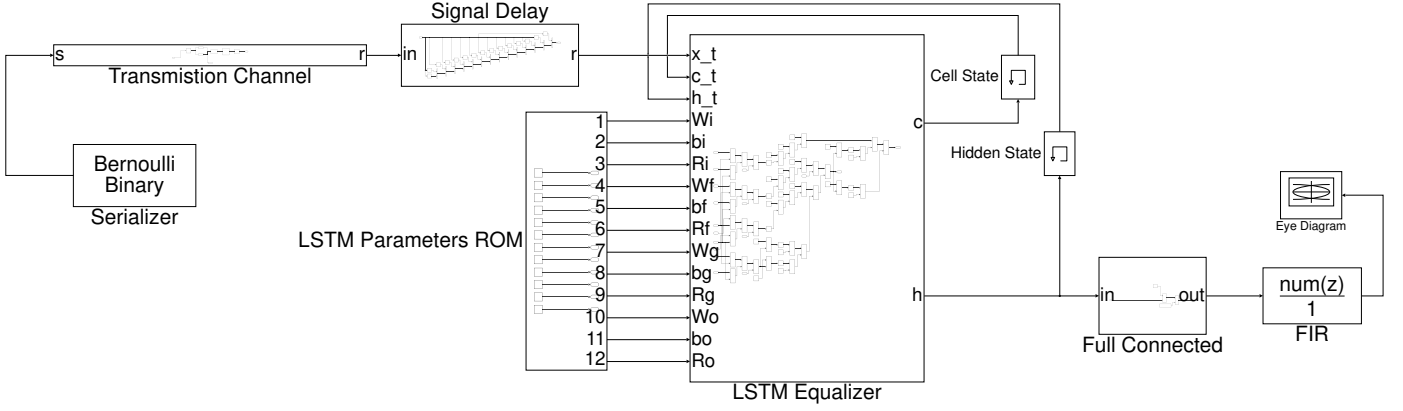 Signal Delay
s
r
Transmistion Channel
in
r
Bernoulli
Binary
Serializer
LSTM Parameters ROM
1
2
3
4
5
6
7
8
9
10
11
12
x_t
c_t
h_t
Wi
bi
Ri
Wf
bf
Rf
Wg
bg
Rg
Wo
bo
Ro
c
h
LSTM Equalizer
Cell State
Hidden State
in
out
Full Connected
num(z)
1
FIR
Eye Diagram